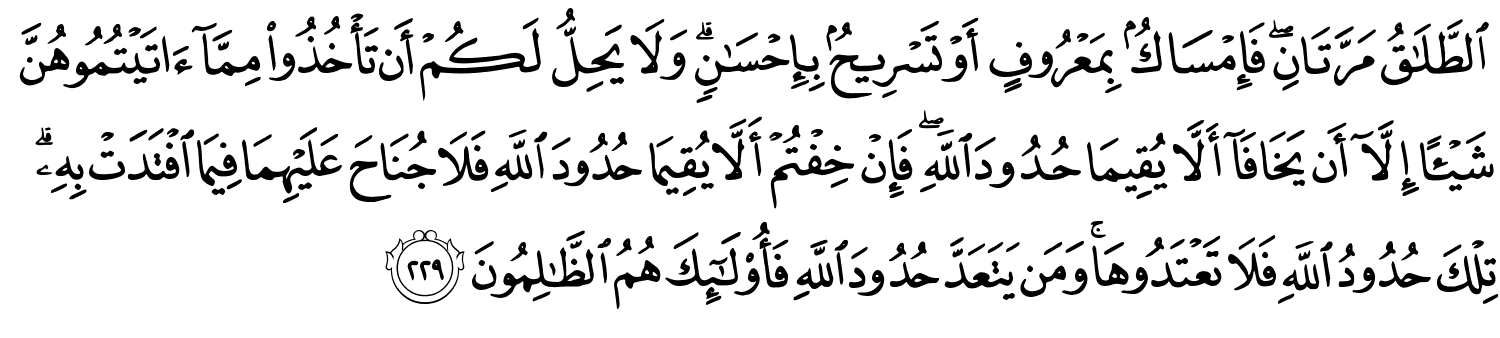 ٱلطَّلَـٰقُ مَرَّتَانِ ۖ فَإِمْسَاكٌۢ بِمَعْرُوفٍ أَوْ تَسْرِيحٌۢ بِإِحْسَـٰنٍ ۗ وَلَا يَحِلُّ لَكُمْ أَن تَأْخُذُوا۟ مِمَّآ ءَاتَيْتُمُوهُنَّ
شَيْـًٔا إِلَّآ أَن يَخَافَآ أَلَّا يُقِيمَا حُدُودَ ٱللَّهِ ۖ فَإِنْ خِفْتُمْ أَلَّا يُقِيمَا حُدُودَ ٱللَّهِ فَلَا جُنَاحَ عَلَيْهِمَا فِيمَا ٱفْتَدَتْ بِهِۦ ۗ
تِلْكَ حُدُودُ ٱللَّهِ فَلَا تَعْتَدُوهَا ۚ وَمَن يَتَعَدَّ حُدُودَ ٱللَّهِ فَأُو۟لَـٰٓئِكَ هُمُ ٱلظَّـٰلِمُونَ ٢٢٩